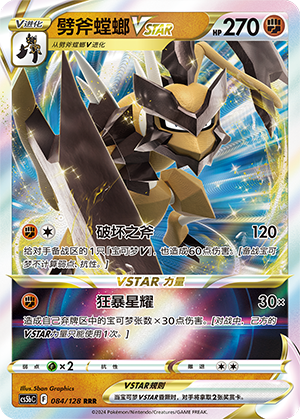 V进化
劈斧螳螂VSTAR
HP 270
从劈斧螳螂V进化
破坏之斧 120
给对手备战区的1只【宝可梦V】,也造成60点伤害。[备战宝可
梦不计算弱点、抗性。]
VSTAR 力量
狂暴星耀 30×
造成自己弃牌区中的宝可梦张数×30点伤害。[对战中,己方的
VSTAR力量只能使用1次。]
弱点 ×2 抗性 撤退
Illus. 5ban Graphics
VSTAR规则
cs5bC F 084/128 RRR
当宝可梦VSTAR昏厥时,对手将拿取2张奖赏卡。
©2024 Pokémon/Nintendo/Creatures/GAME FREAK.